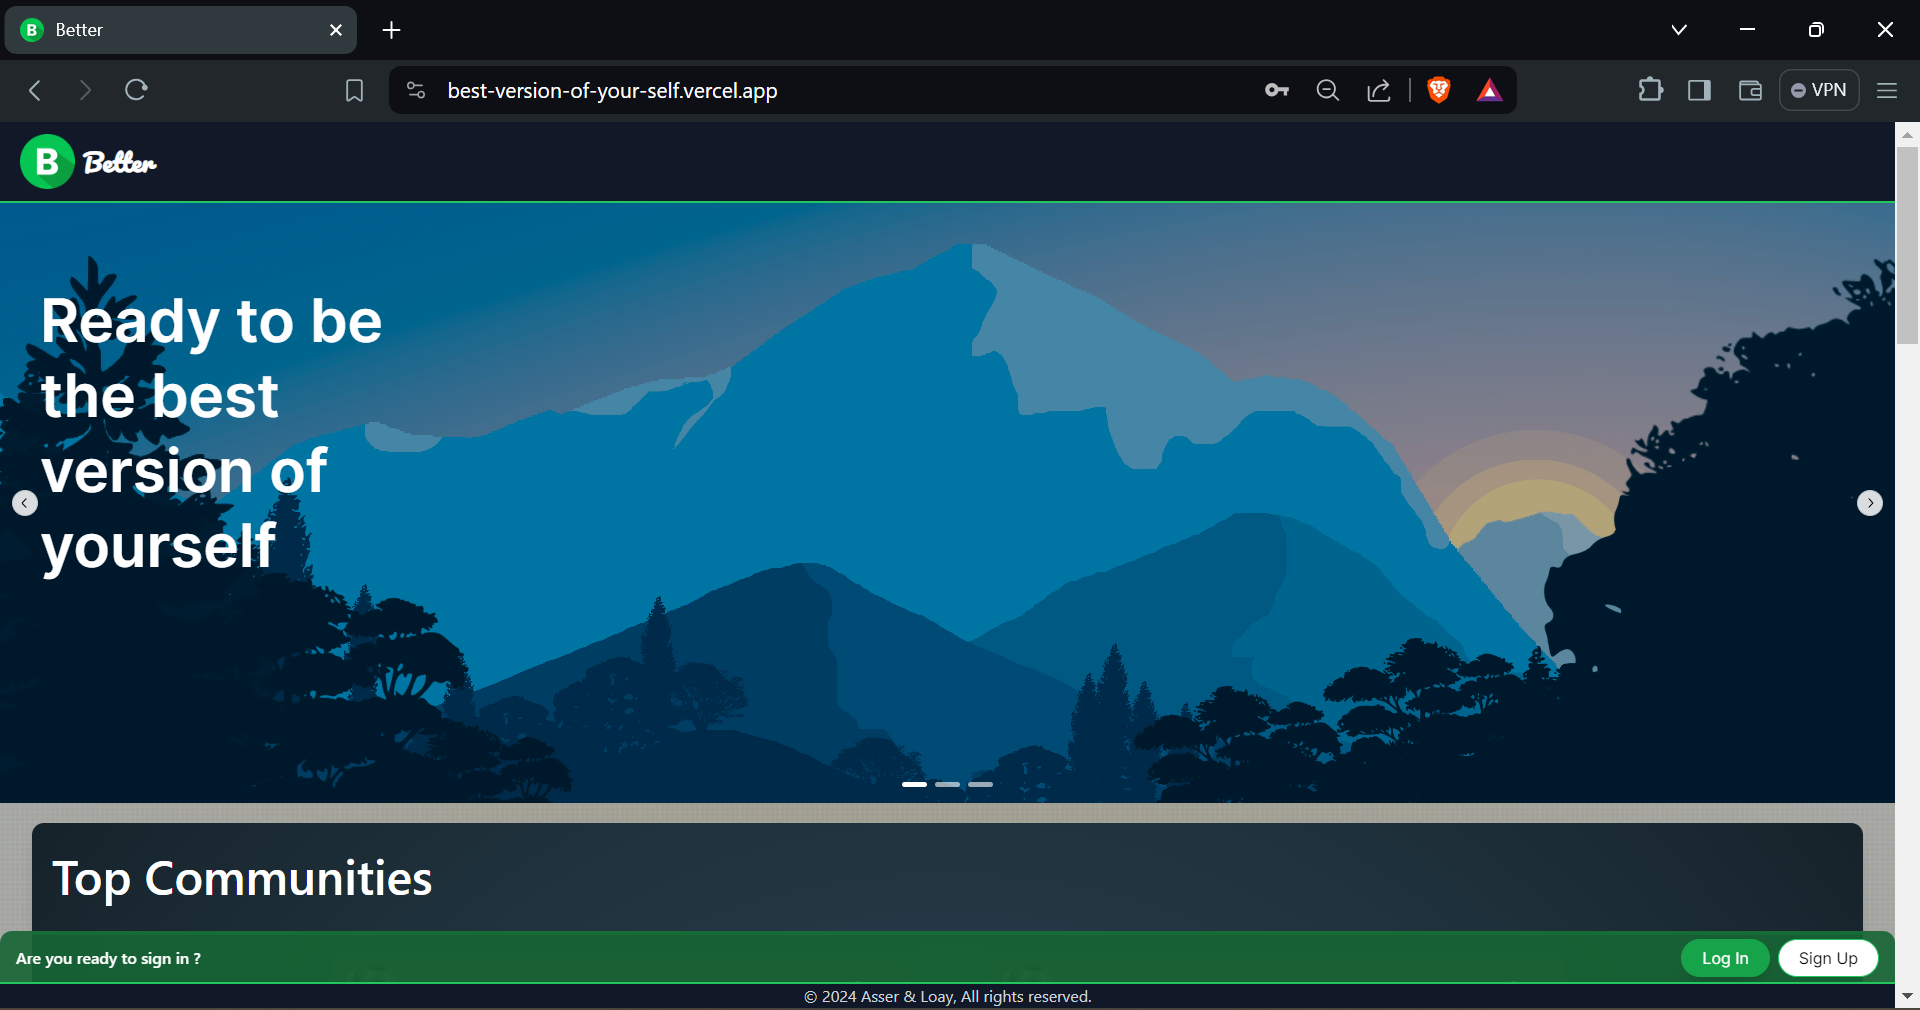 B Better
best-version-of-your-self.vercel.app
VPN
B Better
Ready to be
the best
version of
yourself
Top Communities
Are you ready to sign in ?
Log In
Sign Up
© 2024 Asser & Loay, All rights reserved.